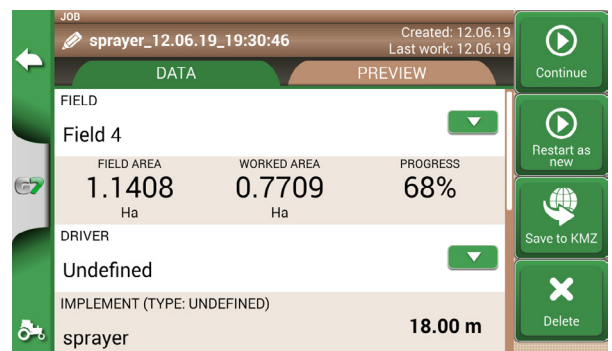 JOB
sprayer_12.06.19_19:30:46
Created: 12.06.19
Last work: 12.06.19
DATA
PREVIEW
FIELD
Field 4
FIELD AREA
WORKED AREA
PROGRESS
1.1408
0.7709
68%
Ha
Ha
DRIVER
Undefined
IMPLEMENT (TYPE: UNDEFINED)
sprayer
18.00 m
G7
Continue
Restart as
new
Save to KMZ
Delete